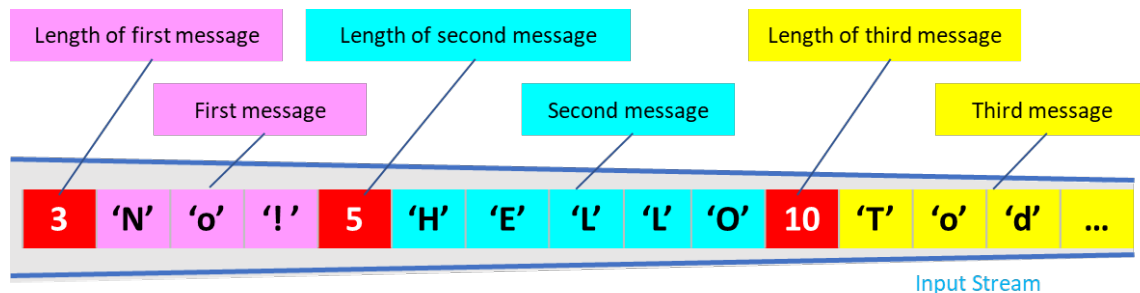 Length of first message
Length of second message
Length of third message
First message
Second message
Third message
3 ‘N’ ‘o’ ‘!’ 5 ‘H’ ‘E’ ‘L’ ‘L’ ‘O’ 10 ‘T’ ‘o’ ‘d’ ...
Input Stream